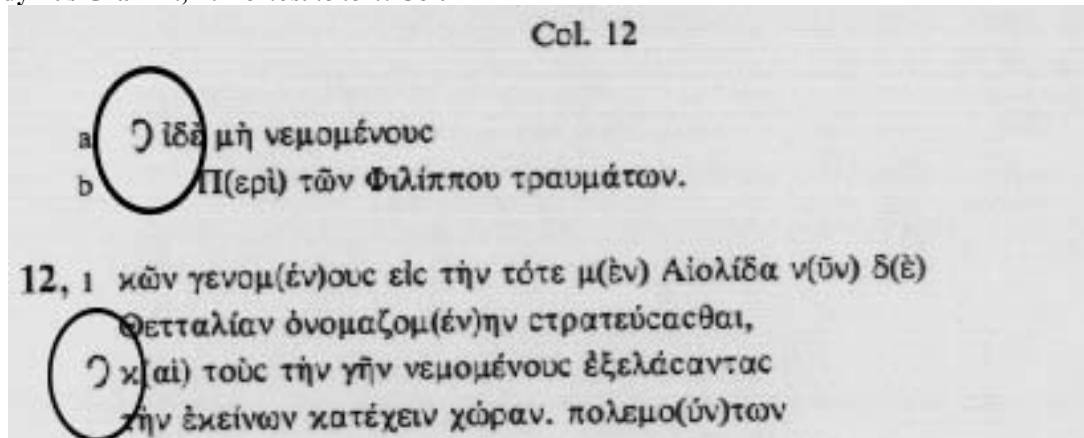 Col. 12
a Ͻ ἰδὲ μὴ νεμομένουϲ
b Π(ερὶ) τῶν Φιλίππου τραυμάτων.
12, 1 κῶν γενομ(έν)ουϲ εἰϲ τὴν τότε μ(ὲν) Αἰολίδα ν(ῦν) δ(ὲ)
Θετταλίαν ὀνομαζομ(έν)ην ϲτρατεύϲαϲθαι,
Ͻ κ(αὶ) τοὺϲ τὴν γῆν νεμομένουϲ ἐξελάϲανταϲ
τὴν ἐκείνων κατέχειν χώραν. πολεμο(ύν)των